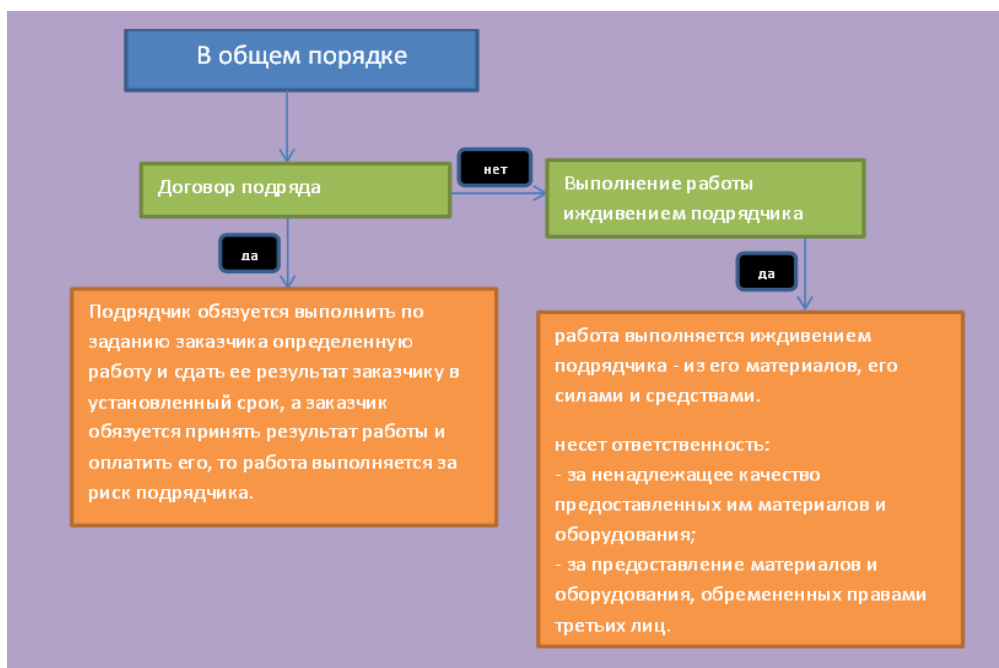 В общем порядке
Договор подряда
нет
Выполнение работы
иждивением подрядчика
да
да
Подрядчик обязуется выполнить по
заданию заказчика определенную
работу и сдать ее результат заказчику в
установленный срок, а заказчик
обязуется принять результат работы и
оплатить его, то работа выполняется за
риск подрядчика.
работа выполняется иждивением
подрядчика - из его материалов, его
силами и средствами.
несет ответственность:
- за ненадлежащее качество
предоставленных им материалов и
оборудования;
- за предоставление материалов и
оборудования, обремененных правами
третьих лиц.